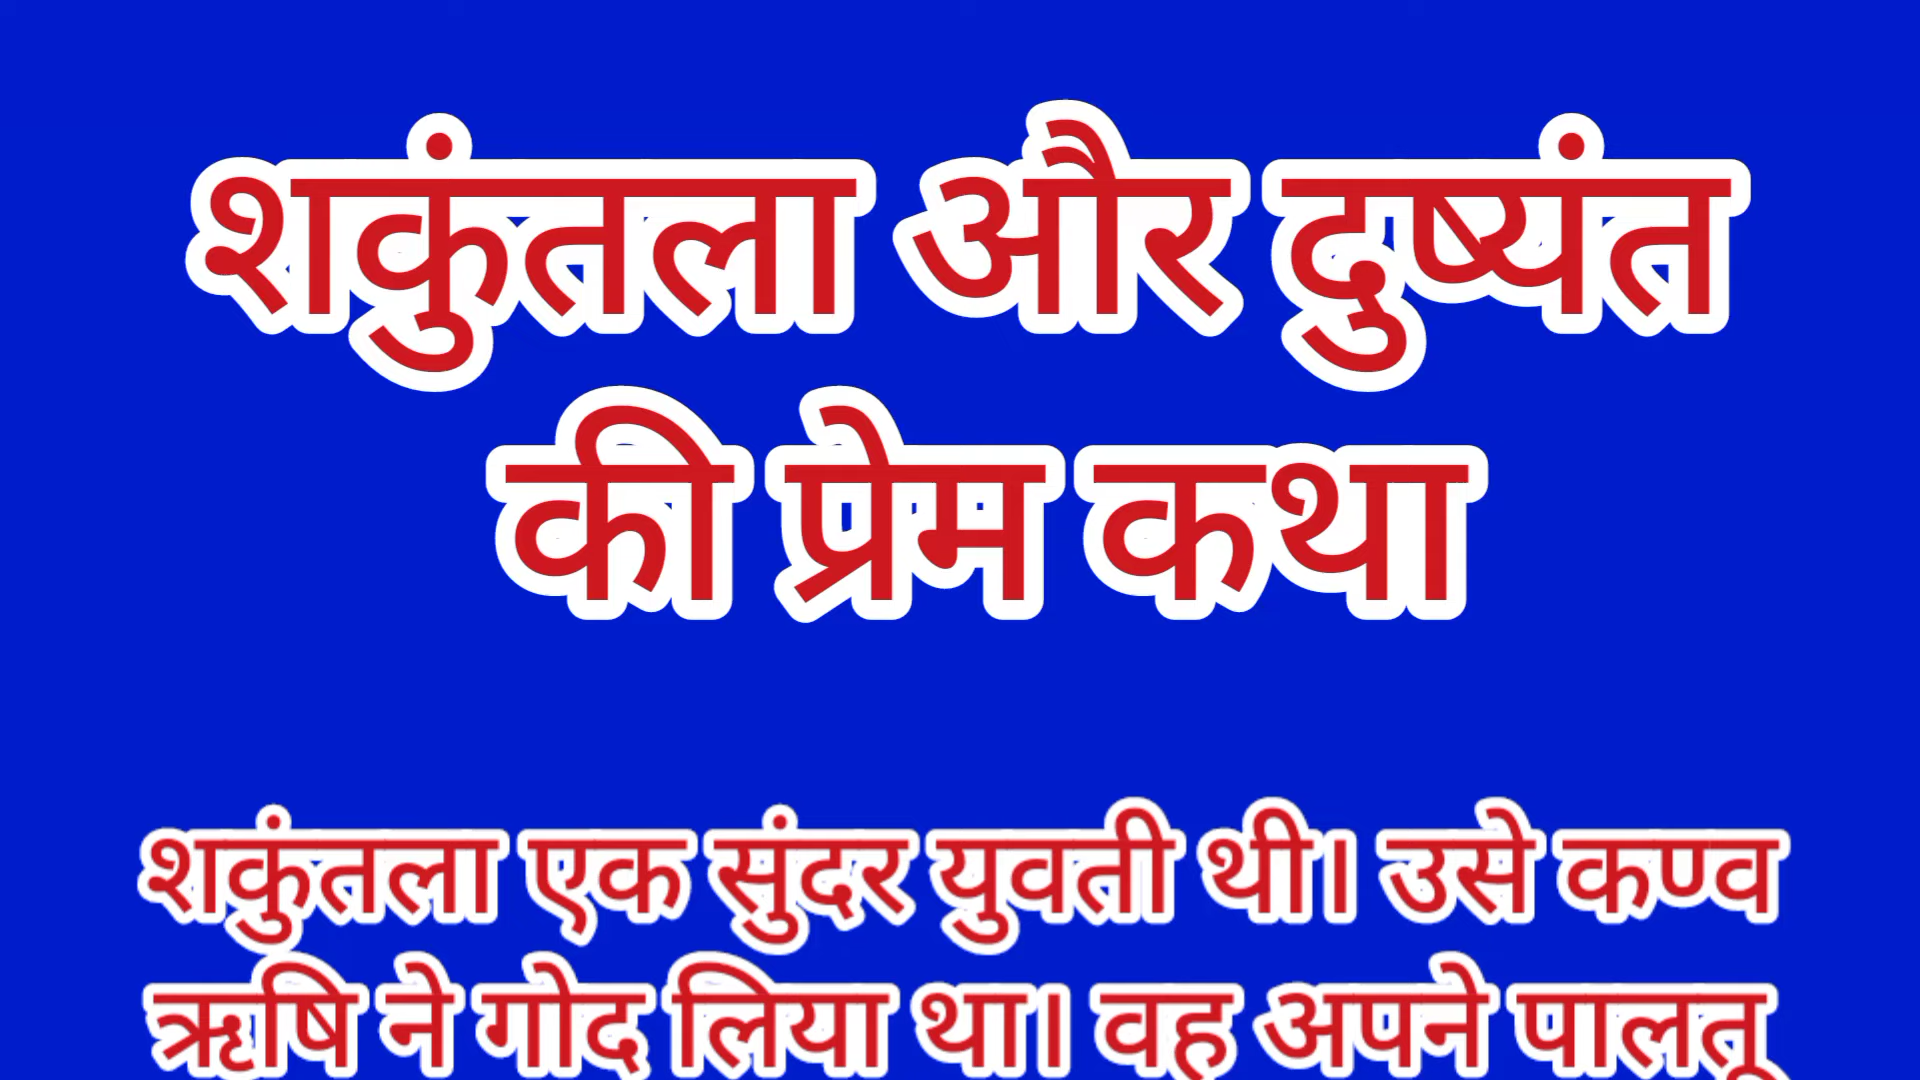 शकुंतला और दुष्यंत
की प्रेम कथा
शकुंतला एक सुंदर युवती थी। उसे कण्व
ऋषि ने गोद लिया था। वह अपने पालतू